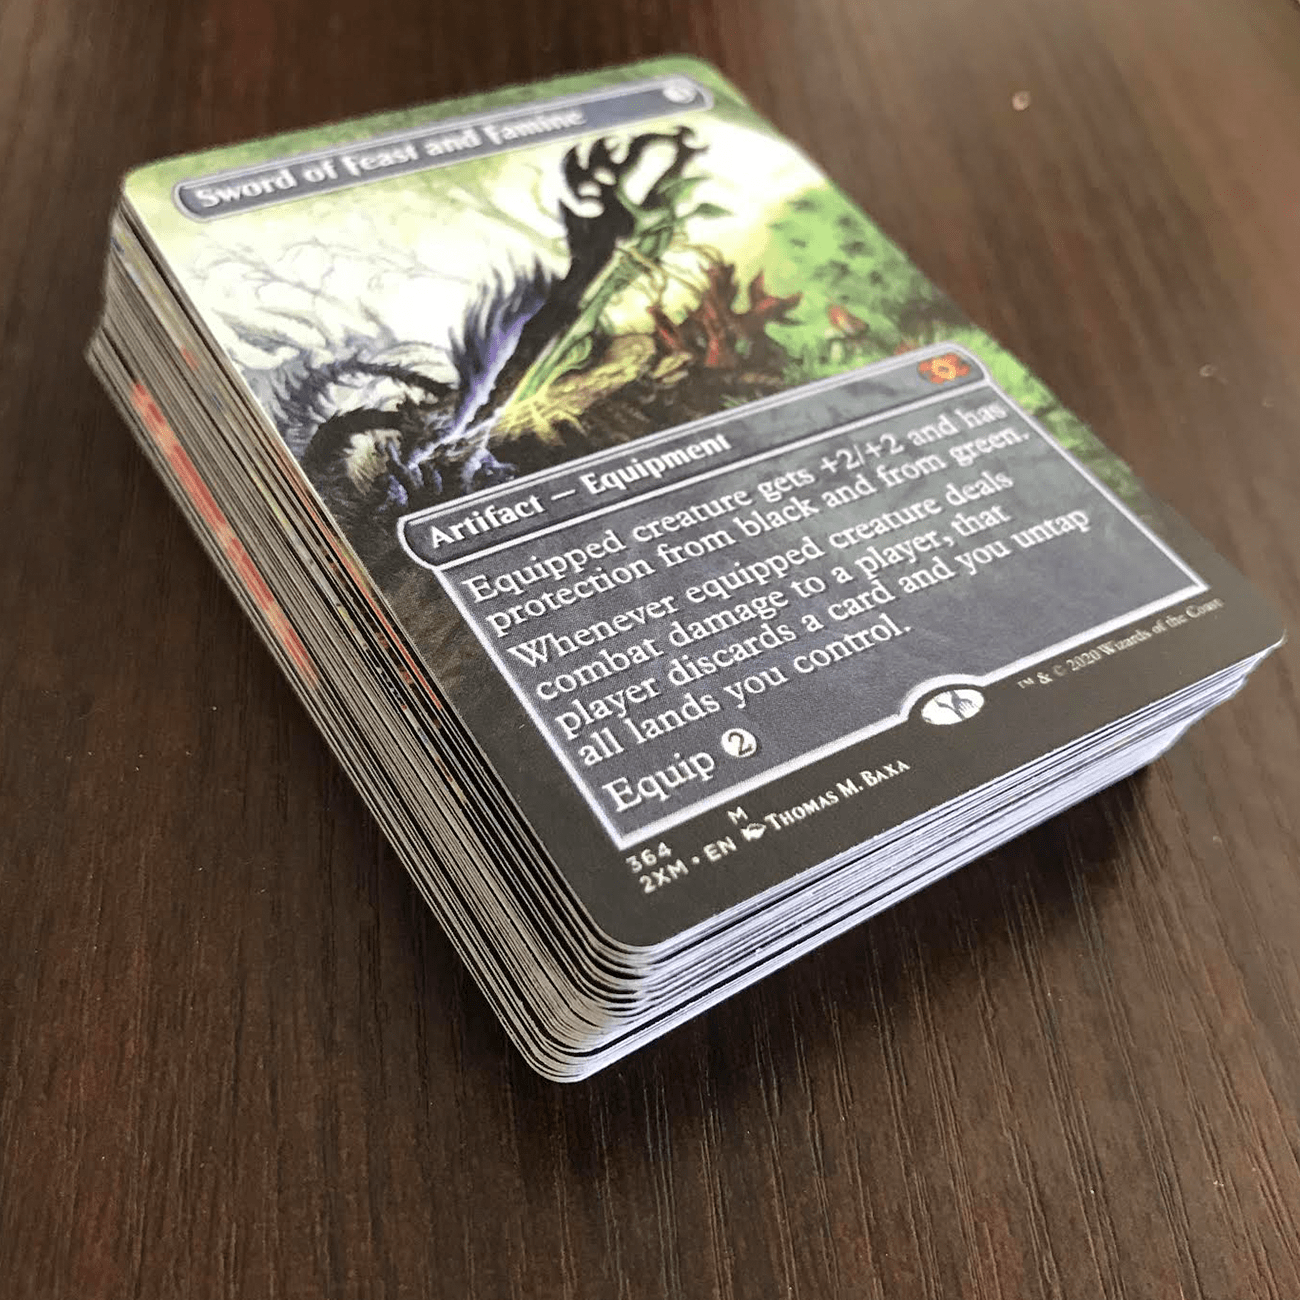 Sword of Feast and Famine
Artifact — Equipment
Equipped creature gets +2/+2 and has
protection from black and from green.
Whenever equipped creature deals
combat damage to a player, that
player discards a card and you untap
all lands you control.
Equip 2
364 M
2XM • EN THOMAS M. BAXA
™ & © 2020 Wizards of the Coast